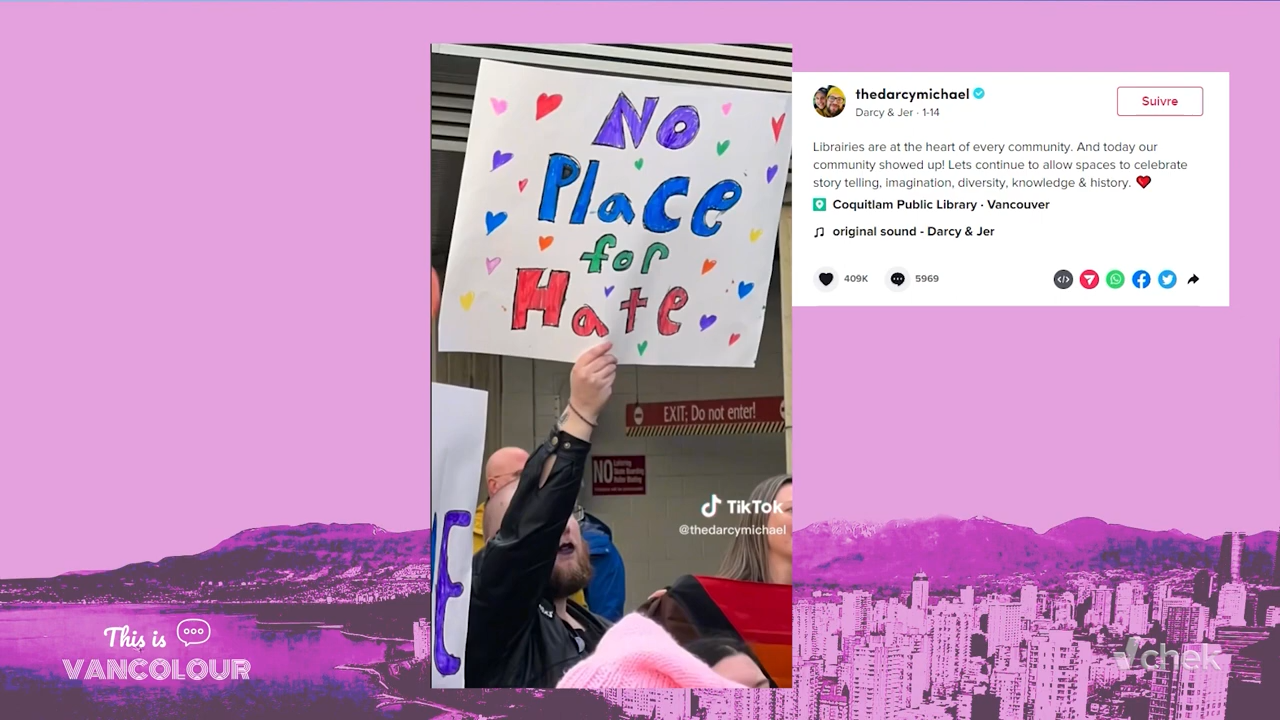 No
Place
for
Hate
EXIT; Do not enter!
NO
E
TikTok
@thedarcymichael
thedarcymichael
Darcy & Jer · 1-14
Suivre
Librairies are at the heart of every community. And today our
community showed up! Lets continue to allow spaces to celebrate
story telling, imagination, diversity, knowledge & history.
Coquitlam Public Library · Vancouver
original sound - Darcy & Jer
409K
5969
This is
VANCOLOUR
chek